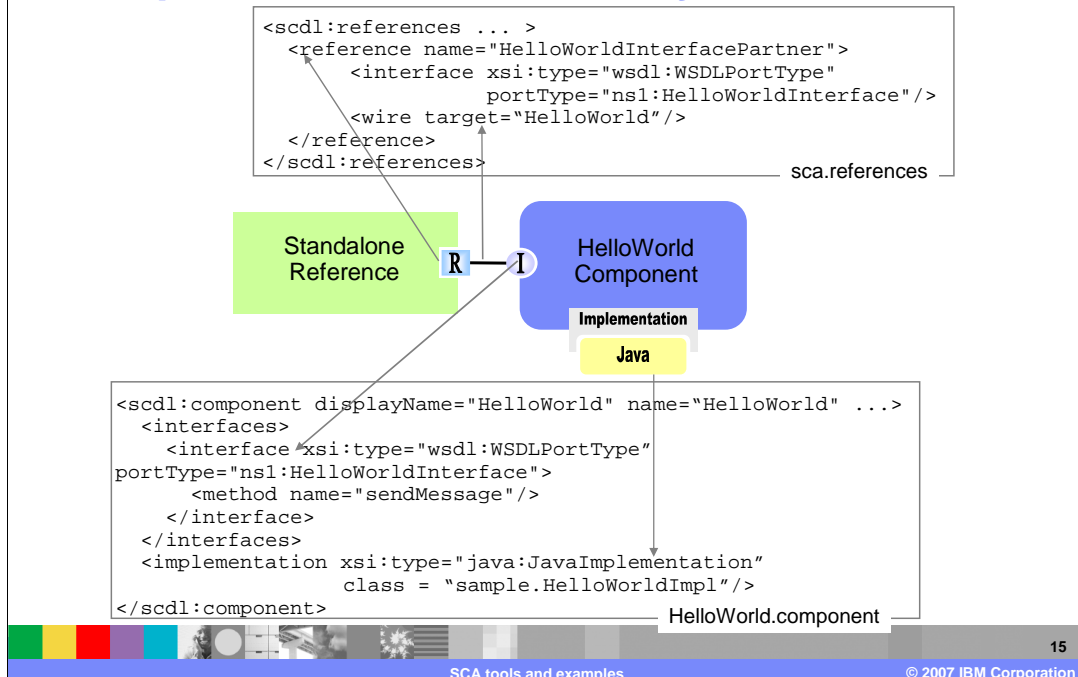 <scdl:references ... >
<reference name="HelloWorldInterfacePartner">
<interface xsi:type="wsdl:WSDLPortType"
portType="ns1:HelloWorldInterface"/>
<wire target=“HelloWorld”/>
</reference>
</scdl:references>
sca.references
Standalone
Reference
R
I
HelloWorld
Component
Implementation
Java
<scdl:component displayName="HelloWorld" name=“HelloWorld" ...>
<interfaces>
<interface xsi:type="wsdl:WSDLPortType”
portType="ns1:HelloWorldInterface">
<method name="sendMessage"/>
</interface>
</interfaces>
<implementation xsi:type="java:JavaImplementation”
class = “sample.HelloWorldImpl”/>
</scdl:component>
HelloWorld.component
15
SCA tools and examples
© 2007 IBM Corporation